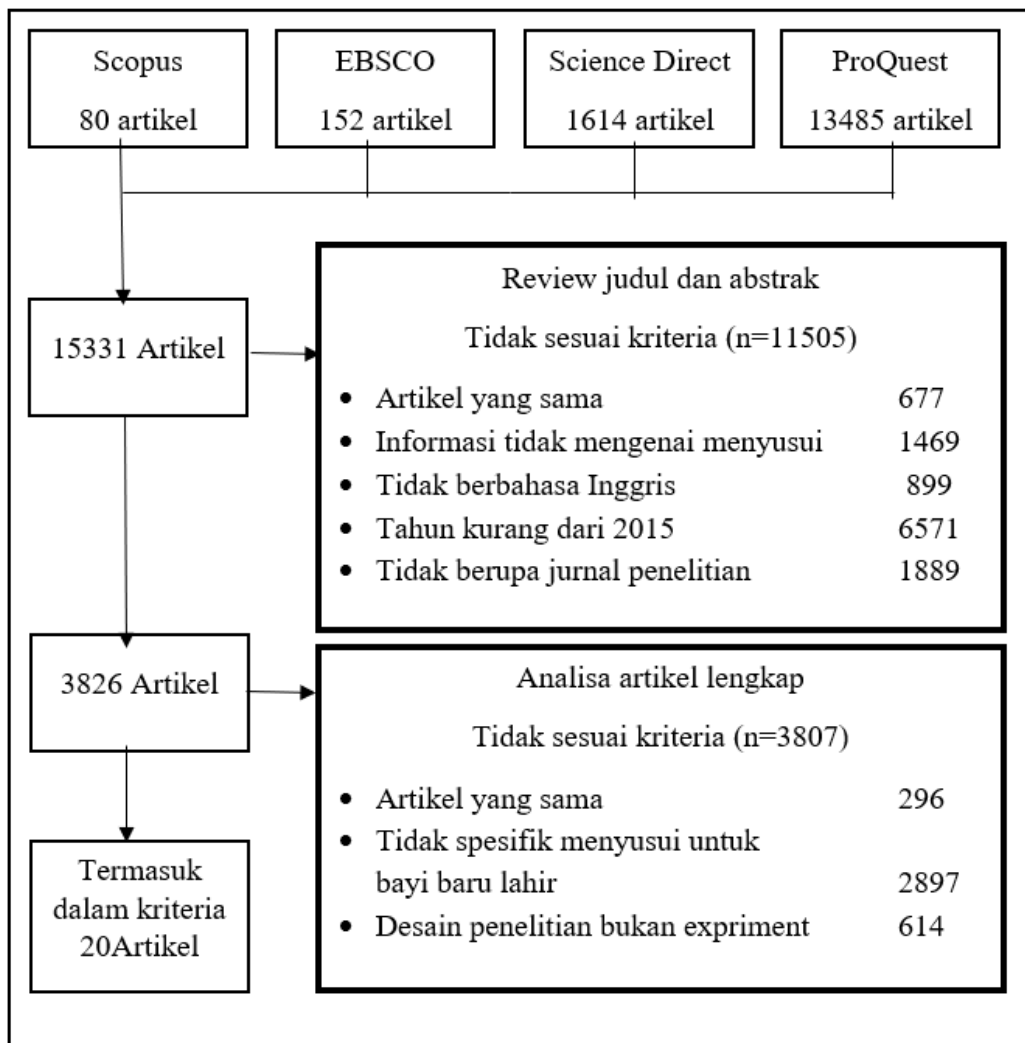 Scopus
80 artikel
EBSCO
152 artikel
Science Direct
1614 artikel
ProQuest
13485 artikel
15331 Artikel
Review judul dan abstrak
Tidak sesuai kriteria (n=11505)
• Artikel yang sama 677
• Informasi tidak mengenai menyusui 1469
• Tidak berbahasa Inggris 899
• Tahun kurang dari 2015 6571
• Tidak berupa jurnal penelitian 1889
3826 Artikel
Analisa artikel lengkap
Tidak sesuai kriteria (n=3807)
• Artikel yang sama 296
• Tidak spesifik menyusui untuk
bayi baru lahir 2897
• Desain penelitian bukan expriment 614
Termasuk
dalam kriteria
20Artikel